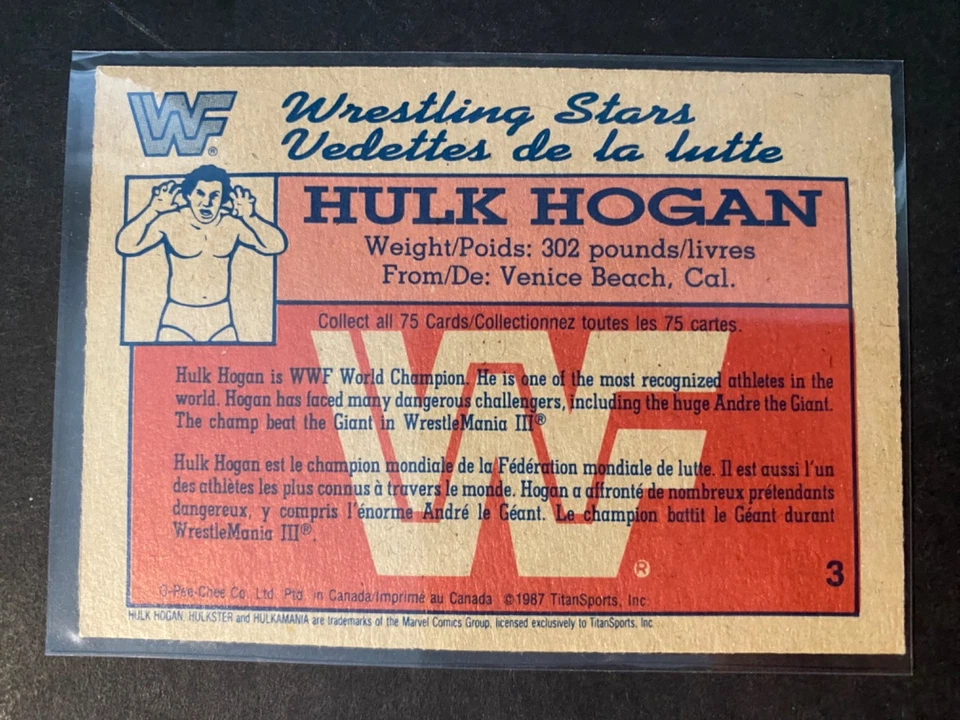 WF®
Wrestling Stars
Vedettes de la lutte
HULK HOGAN
Weight/Poids: 302 pounds/livres
From/De: Venice Beach, Cal.
Collect all 75 Cards/Collectionnez toutes les 75 cartes.
Hulk Hogan is WWF World Champion. He is one of the most recognized athletes in the
world. Hogan has faced many dangerous challengers, including the huge Andre the Giant.
The champ beat the Giant in WrestleMania III®
Hulk Hogan est le champion mondiale de la Fédération mondiale de lutte. Il est aussi l'un
des athlètes les plus connus à travers le monde. Hogan a affronté de nombreux prétendants
dangereux, y compris l'énorme André le Géant. Le champion battit le Géant durant
WrestleMania III®.
WF®
3
O-Pee-Chee Co. Ltd. Ptd. in Canada/Imprimé au Canada ©1987 TitanSports, Inc
HULK HOGAN, HULKSTER and HULKAMANIA are trademarks of the Marvel Comics Group, licensed exclusively to TitanSports, Inc.